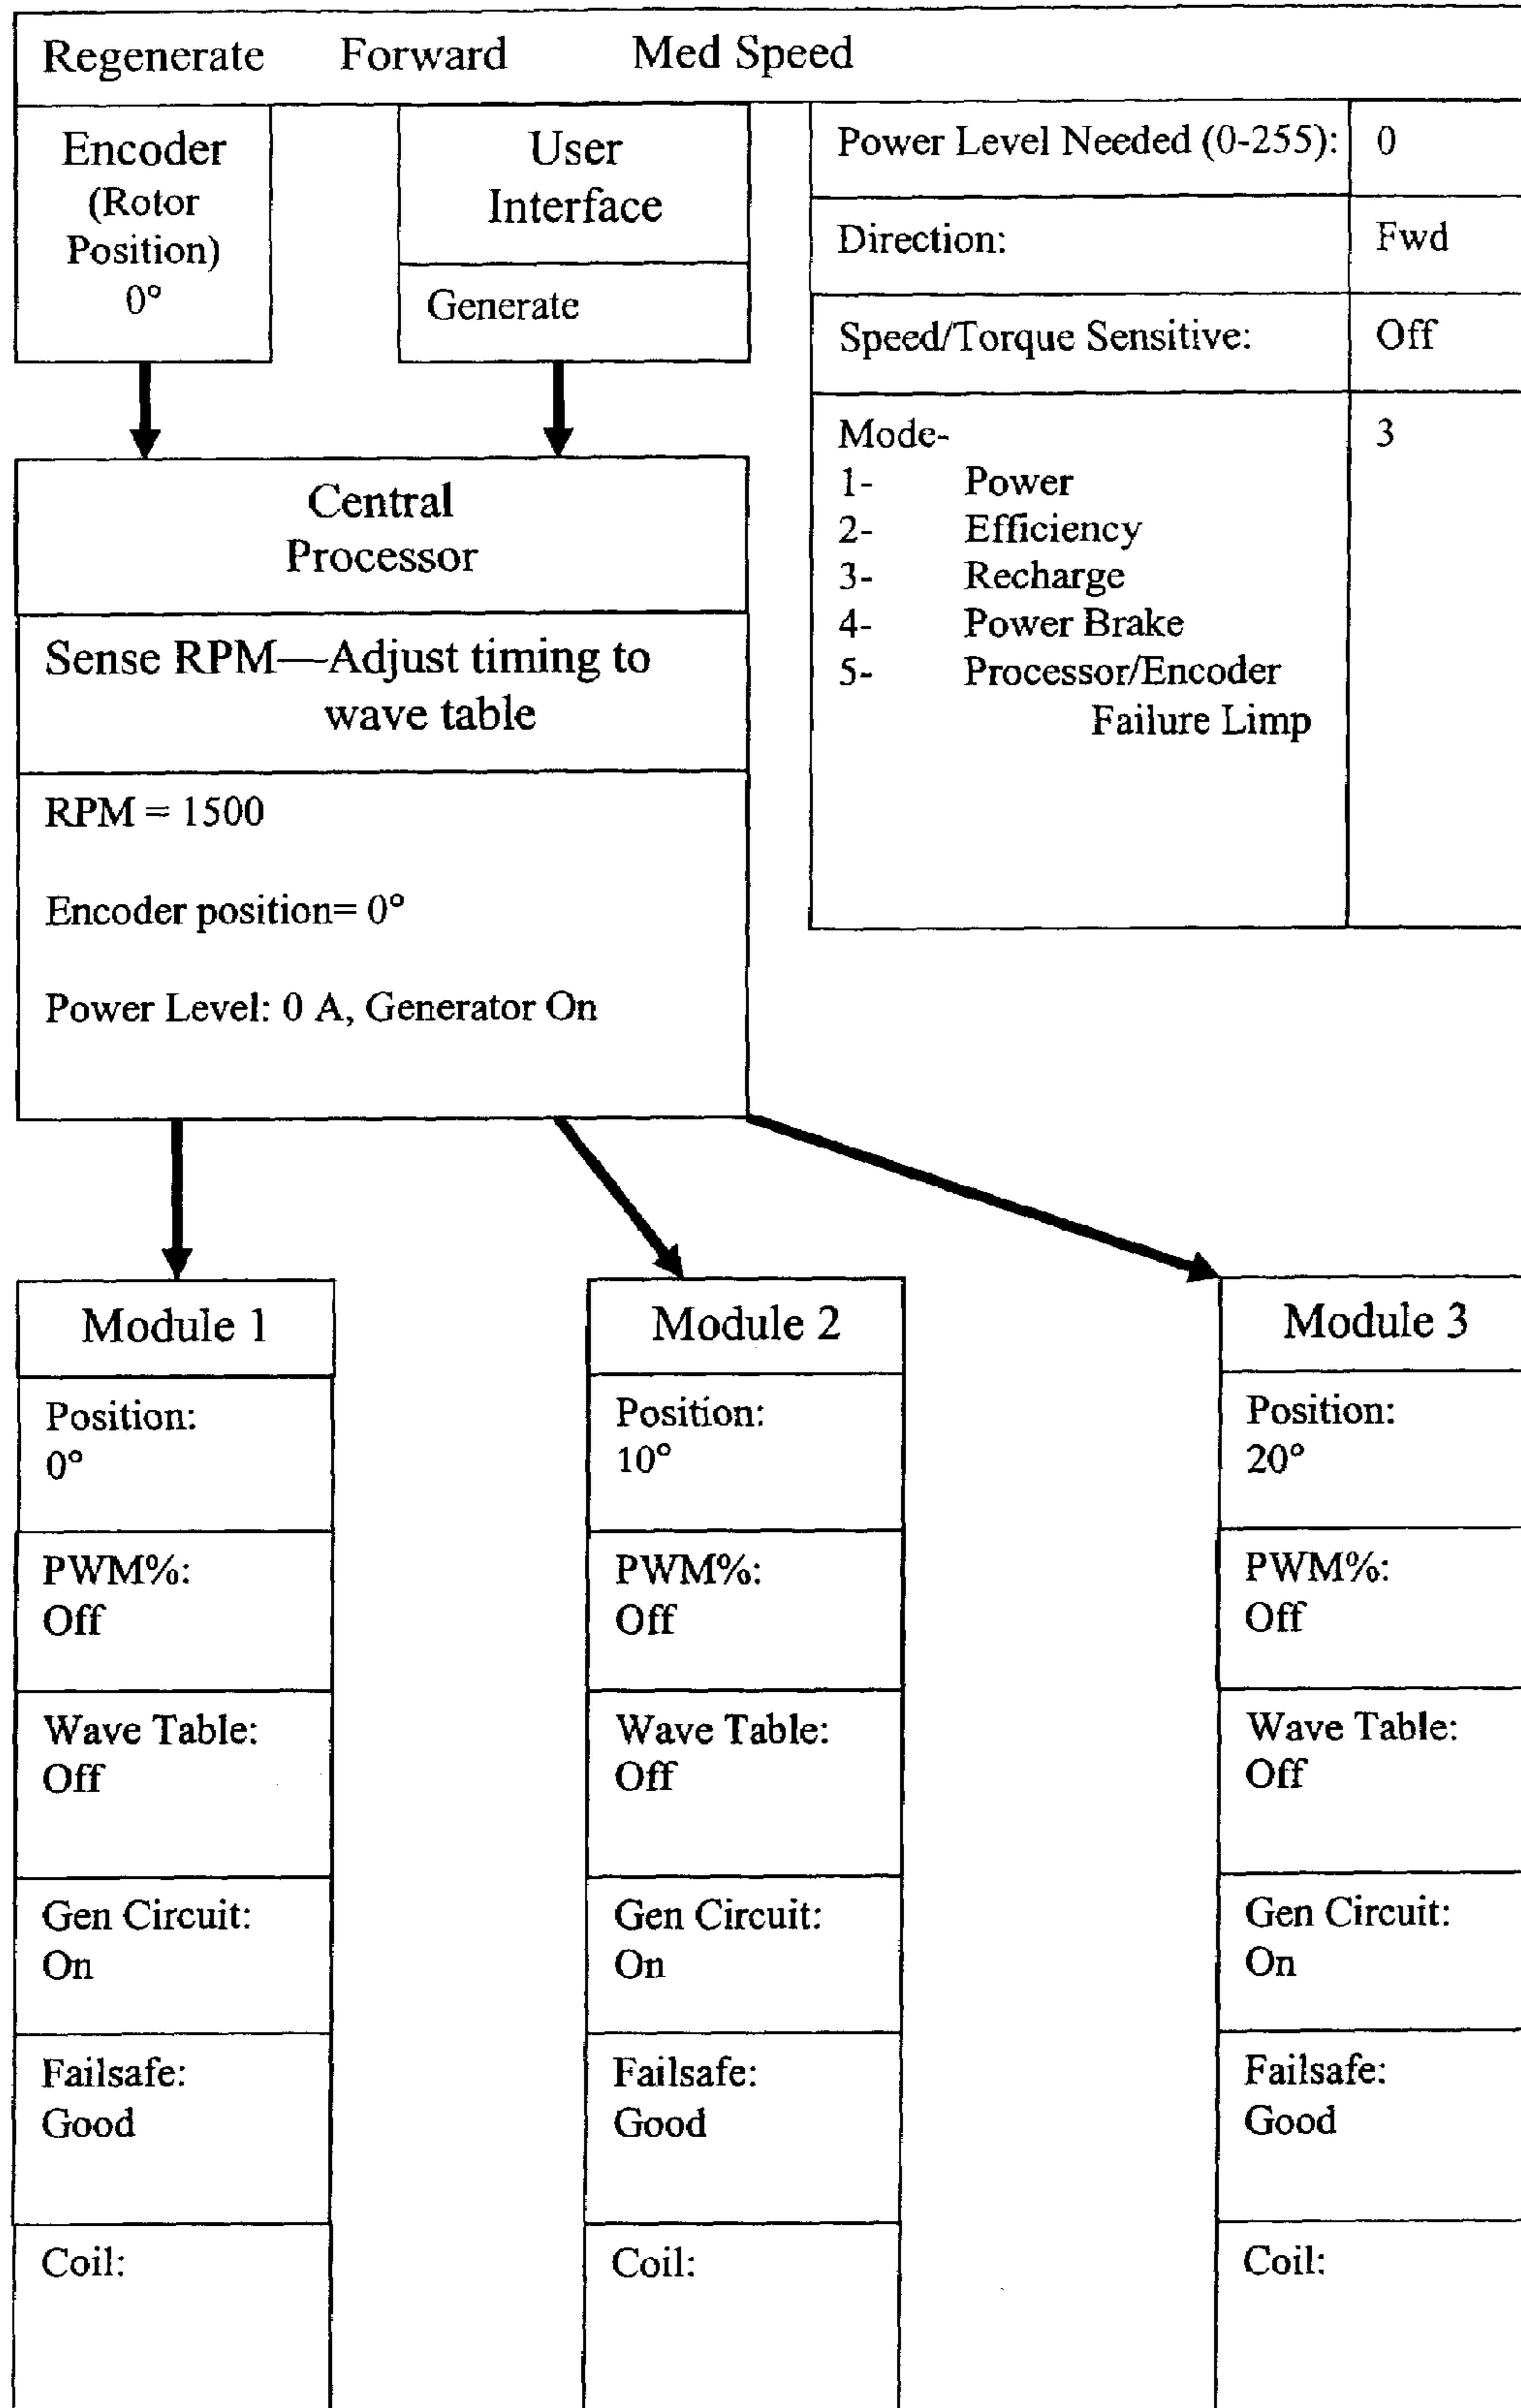 Regenerate Forward Med Speed
Encoder
(Rotor
Position)
0°
User
Interface
Generate
Power Level Needed (0-255): 0
Direction: Fwd
Speed/Torque Sensitive: Off
Mode- 3
1- Power
2- Efficiency
3- Recharge
4- Power Brake
5- Processor/Encoder
Failure Limp
Central
Processor
Sense RPM—Adjust timing to
wave table
RPM = 1500
Encoder position= 0°
Power Level: 0 A, Generator On
Module 1
Position:
0°
PWM%:
Off
Wave Table:
Off
Gen Circuit:
On
Failsafe:
Good
Coil:
Module 2
Position:
10°
PWM%:
Off
Wave Table:
Off
Gen Circuit:
On
Failsafe:
Good
Coil:
Module 3
Position:
20°
PWM%:
Off
Wave Table:
Off
Gen Circuit:
On
Failsafe:
Good
Coil: